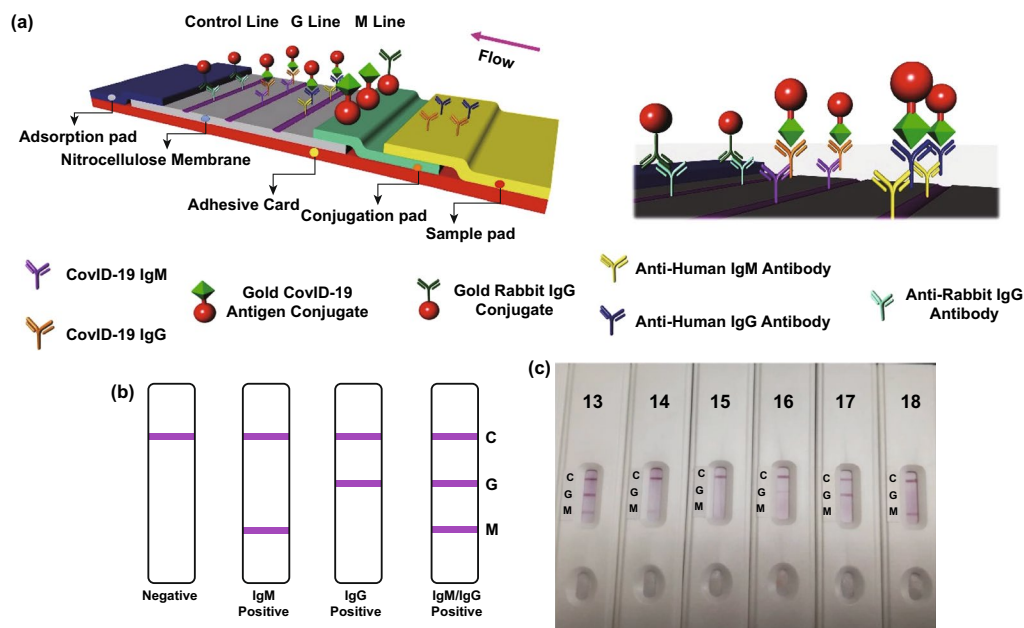 (a)
Control Line G Line M Line
Flow
Adsorption pad
Nitrocellulose Membrane
Adhesive Card
Conjugation pad
Sample pad
CovID-19 IgM
CovID-19 IgG
Gold CovID-19
Antigen Conjugate
Gold Rabbit IgG
Conjugate
Anti-Human IgM Antibody
Anti-Human IgG Antibody
Anti-Rabbit IgG
Antibody
(b)
C
G
M
Negative
IgM
Positive
IgG
Positive
IgM/IgG
Positive
(c)
13 14 15 16 17 18
C C C C C C
G G G G G G
M M M M M M